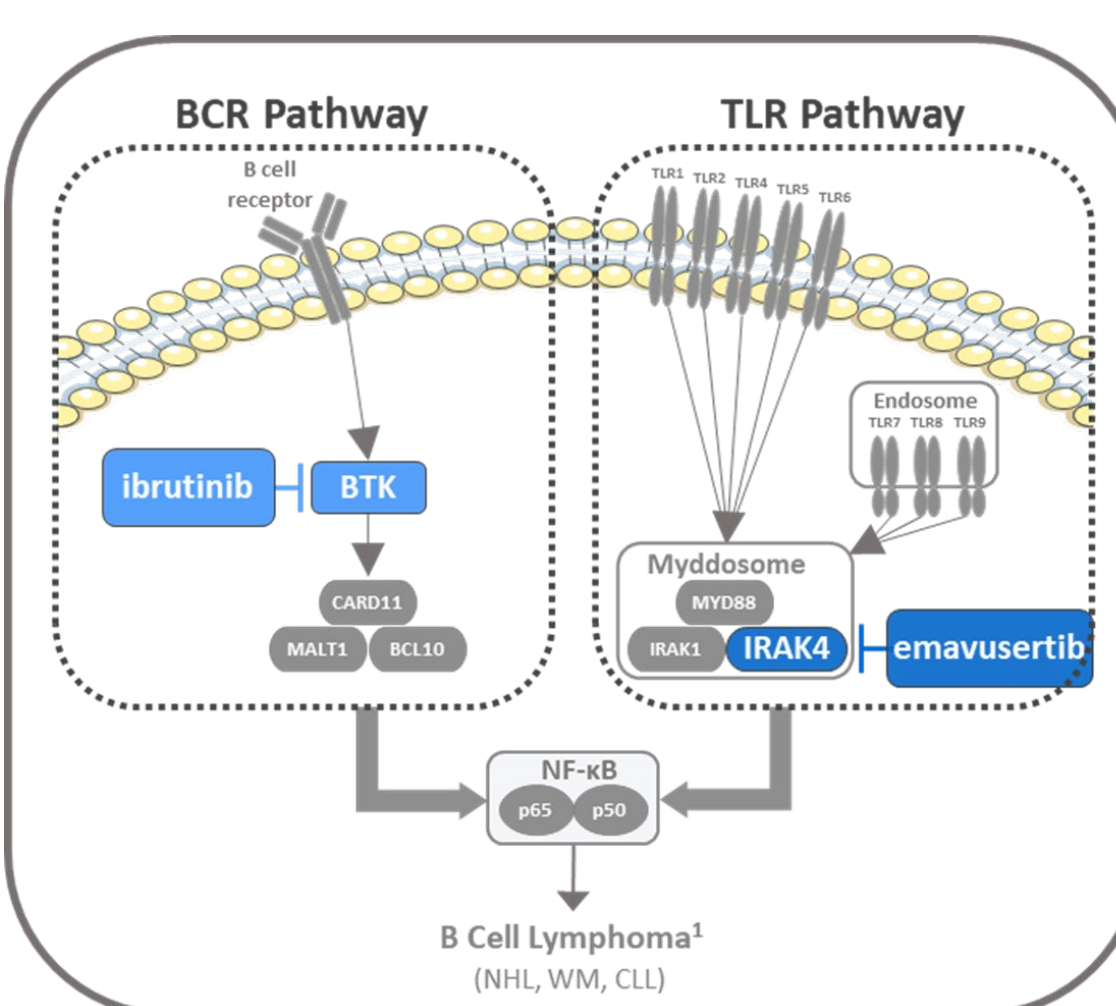 BCR Pathway
B cell
receptor
ibrutinib
BTK
CARD11
MALT1
BCL10
TLR Pathway
TLR1
TLR2
TLR4
TLR5
TLR6
Endosome
TLR7
TLR8
TLR9
Myddosome
MYD88
IRAK1
IRAK4
emavusertib
NF-κB
p65
p50
B Cell Lymphoma¹
(NHL, WM, CLL)